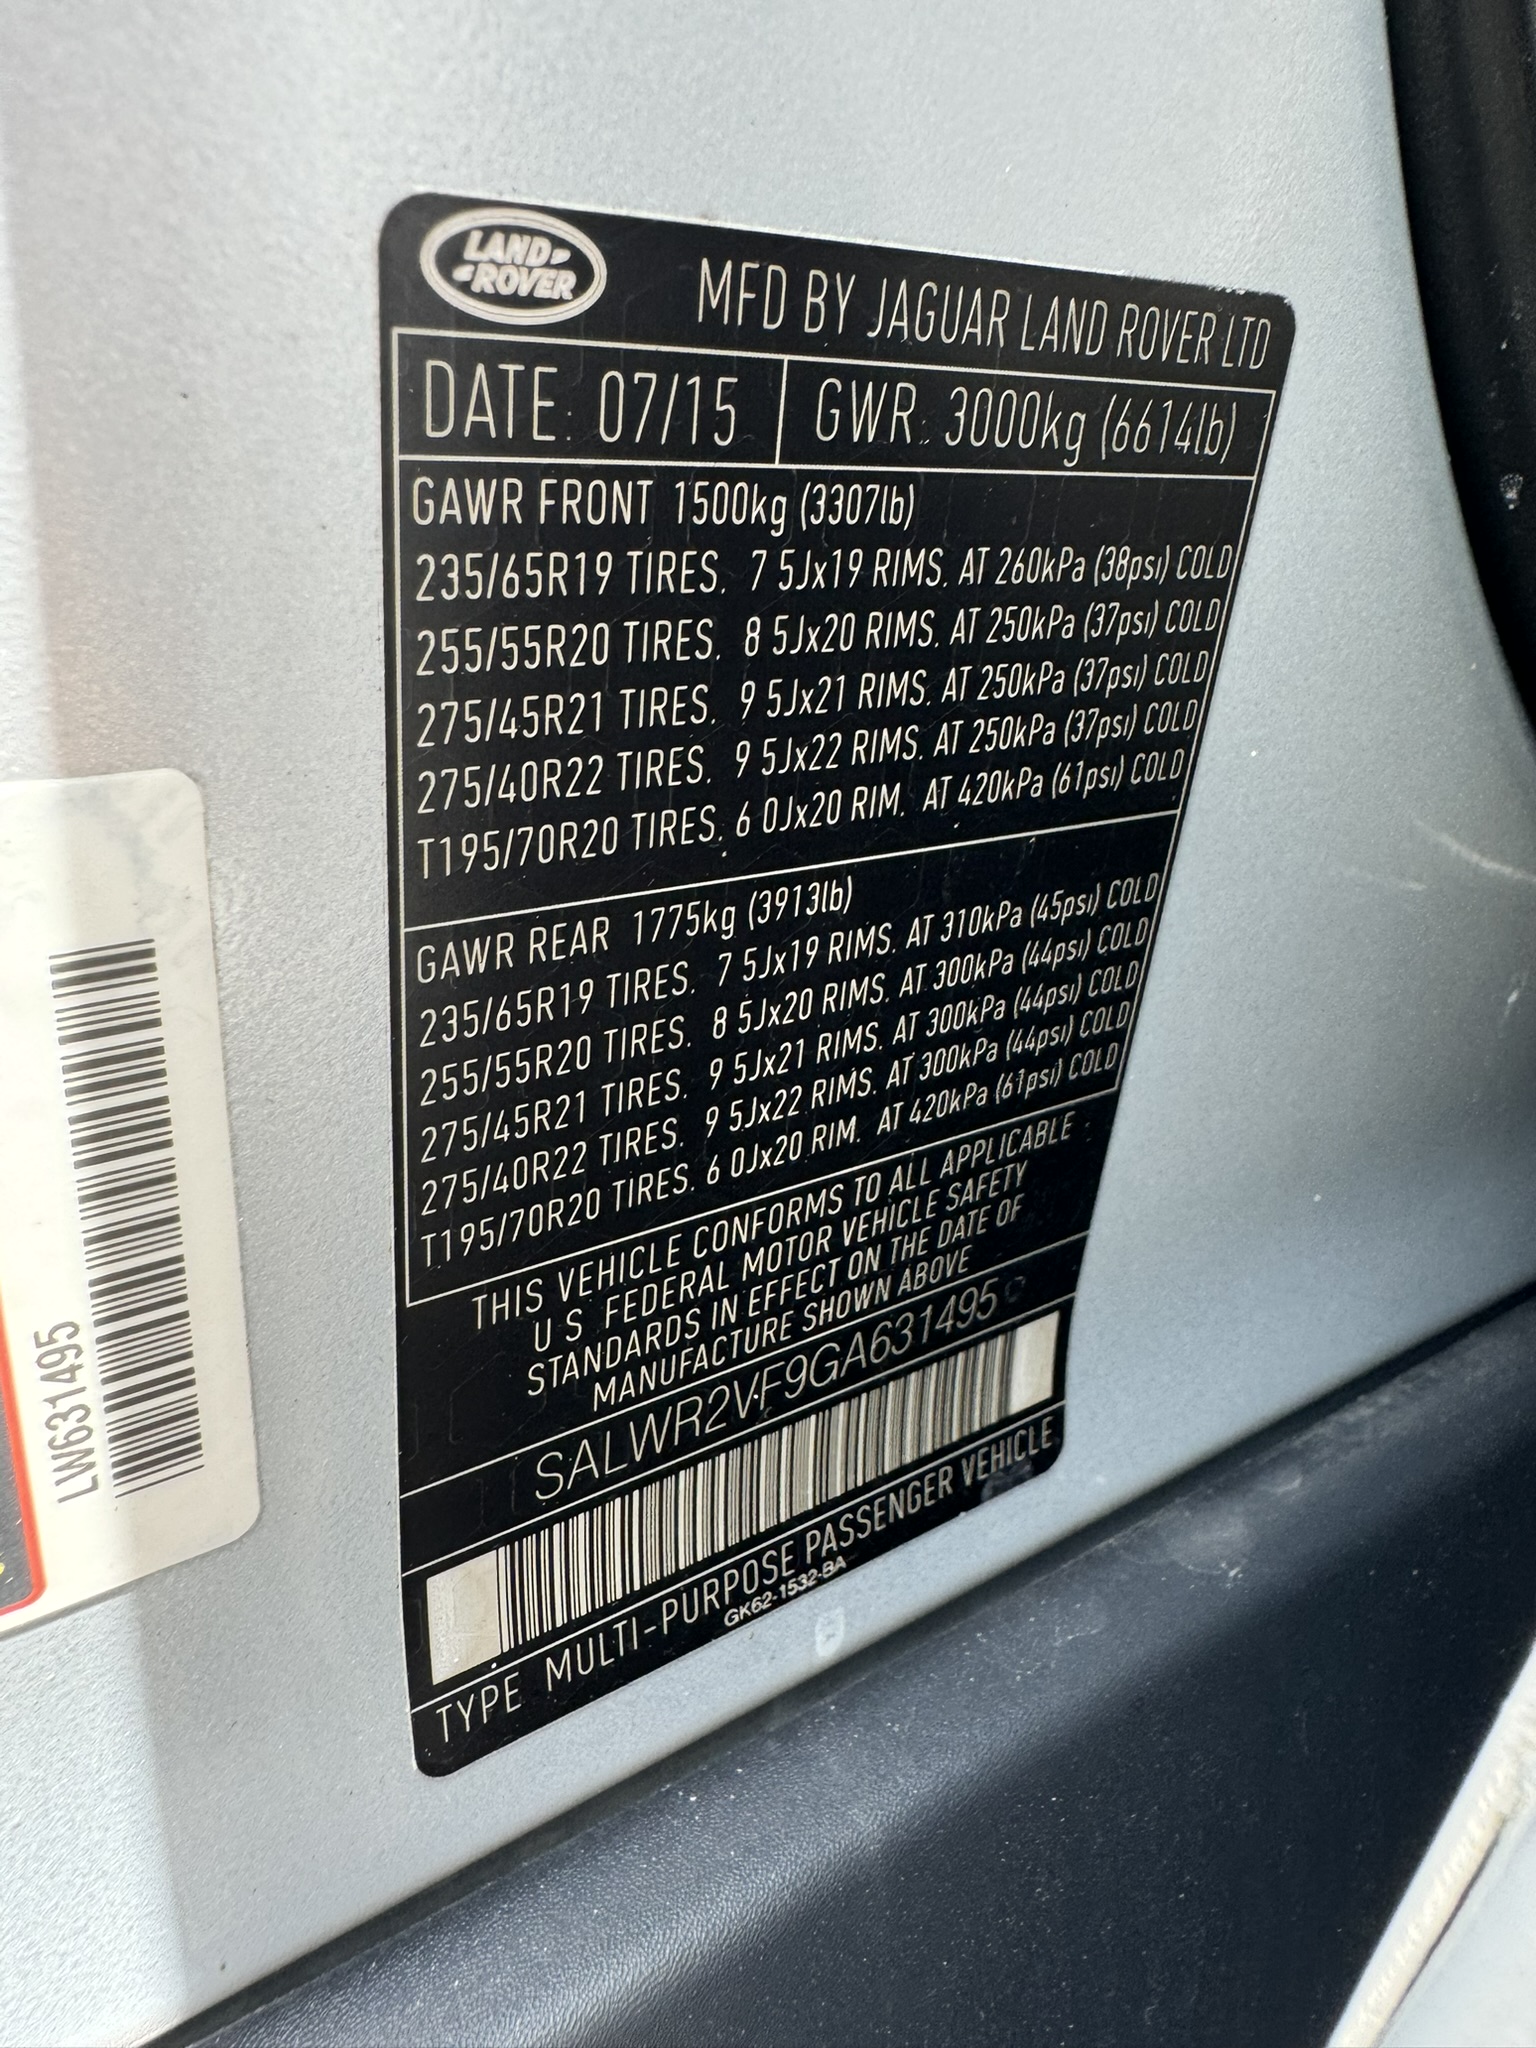 LAND
ROVER
MFD BY JAGUAR LAND ROVER LTD
DATE: 07/15
GWR: 3000kg (6614lb)
GAWR FRONT 1500kg (3307lb)
235/65R19 TIRES. 7 5Jx19 RIMS. AT 260kPa (38psi) COLD
255/55R20 TIRES. 8 5Jx20 RIMS. AT 250kPa (37psi) COLD
275/45R21 TIRES. 9 5Jx21 RIMS. AT 250kPa (37psi) COLD
275/40R22 TIRES. 9 5Jx22 RIMS. AT 250kPa (37psi) COLD
T195/70R20 TIRES. 6 0Jx20 RIM. AT 420kPa (61psi) COLD
GAWR REAR 1775kg (3913lb)
235/65R19 TIRES. 7 5Jx19 RIMS. AT 310kPa (45psi) COLD
255/55R20 TIRES. 8 5Jx20 RIMS. AT 300kPa (44psi) COLD
275/45R21 TIRES. 9 5Jx21 RIMS. AT 300kPa (44psi) COLD
275/40R22 TIRES. 9 5Jx22 RIMS. AT 300kPa (44psi) COLD
T195/70R20 TIRES. 6 0Jx20 RIM. AT 420kPa (61psi) COLD
THIS VEHICLE CONFORMS TO ALL APPLICABLE
U S FEDERAL MOTOR VEHICLE SAFETY
STANDARDS IN EFFECT ON THE DATE OF
MANUFACTURE SHOWN ABOVE
SALWR2VF9GA631495
TYPE MULTI-PURPOSE PASSENGER VEHICLE
GK62-1532-BA
LW631495